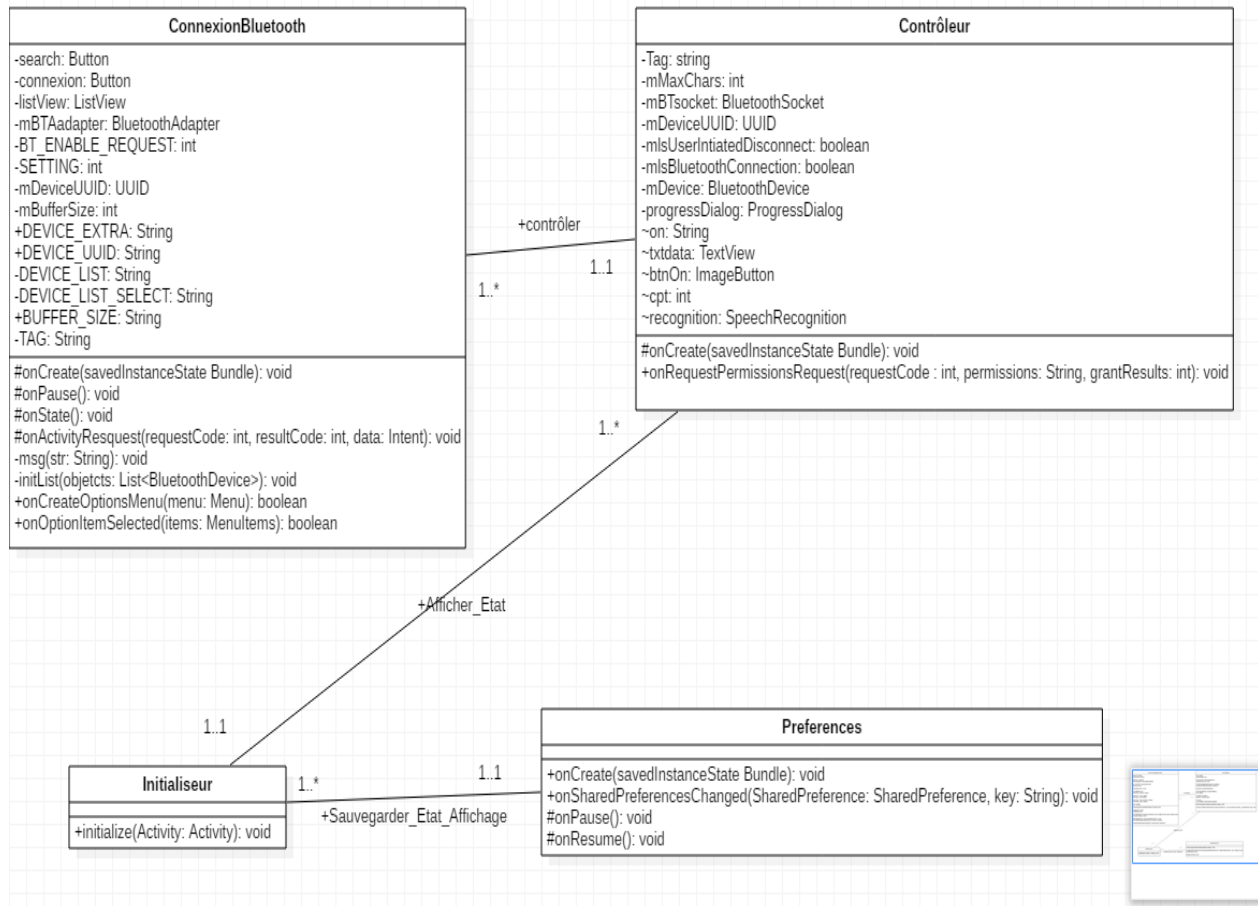 ConnexionBluetooth
-search: Button
-connexion: Button
-listView: ListView
-mBTAadapter: BluetoothAdapter
-BT_ENABLE_REQUEST: int
-SETTING: int
-mDeviceUUID: UUID
-mBufferSize: int
+DEVICE_EXTRA: String
+DEVICE_UUID: String
-DEVICE_LIST: String
-DEVICE_LIST_SELECT: String
+BUFFER_SIZE: String
-TAG: String
#onCreate(savedInstanceState Bundle): void
#onPause(): void
#onState(): void
#onActivityResquest(requestCode: int, resultCode: int, data: Intent): void
-msg(str: String): void
-initList(objetcts: List<BluetoothDevice>): void
+onCreateOptionsMenu(menu: Menu): boolean
+onOptionItemSelected(items: MenuItems): boolean
+contrôler
1..*
1..1
Contrôleur
-Tag: string
-mMaxChars: int
-mBTsocket: BluetoothSocket
-mDeviceUUID: UUID
-mIsUserIntiatedDisconnect: boolean
-mIsBluetoothConnection: boolean
-mDevice: BluetoothDevice
-progressDialog: ProgressDialog
~on: String
~txtdata: TextView
~btnOn: ImageButton
~cpt: int
~recognition: SpeechRecognition
#onCreate(savedInstanceState Bundle): void
+onRequestPermissionsRequest(requestCode : int, permissions: String, grantResults: int): void
1..*
+Afficher_Etat
1..1
Initialiseur
+initialize(Activity: Activity): void
1..*
1..1
+Sauvegarder_Etat_Affichage
Preferences
+onCreate(savedInstanceState Bundle): void
+onSharedPreferencesChanged(SharedPreference: SharedPreference, key: String): void
#onPause(): void
#onResume(): void